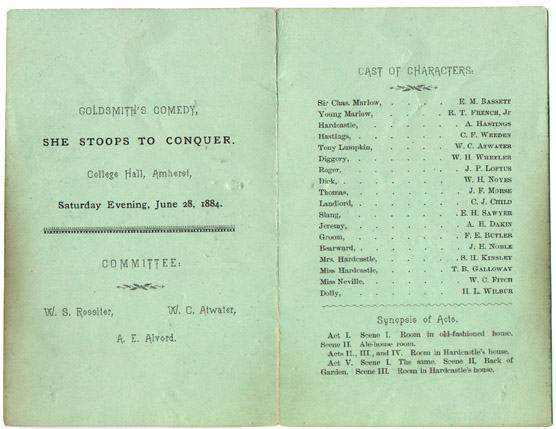 GOLDSMITH'S COMEDY,
SHE STOOPS TO CONQUER.
College Hall, Amherst,
Saturday Evening, June 28, 1884.
COMMITTEE:
W. S. Rossiter, W. C. Atwater,
A. E. Alvord.
CAST OF CHARACTERS:
Sir Chas. Marlow, . . . . E. M. BASSETT
Young Marlow, . . . . R. T. FRENCH, Jr
Hardcastle, . . . . . A. HASTINGS
Hastings, . . . . . C. F. WEEDEN
Tony Lumpkin, . . . . W. C. ATWATER
Diggory, . . . . . W. H. WHEELER
Roger, . . . . . . J. P. LOFTUS
Dick, . . . . . . W. H. NOYES
Thomas, . . . . . J. F. MORSE
Landlord, . . . . . C. J. CHILD
Slang, . . . . . . E. H. SAWYER
Jeremy, . . . . . A. H. DAKIN
Groom, . . . . . F. E. BUTLER
Bearward, . . . . . J. E. NOBLE
Mrs. Hardcastle, . . . . S. H. KINSLEY
Miss Hardcastle, . . . . T. B. GALLOWAY
Miss Neville, . . . . . W. C. FITCH
Dolly, . . . . . . H. L. WILBUR
Synopsis of Acts.
Act I. Scene I. Room in old-fashioned house.
Scene II. Ale-house room.
Acts II., III., and IV. Room in Hardcastle's house.
Act V. Scene I. The same. Scene II. Back of
Garden. Scene III. Room in Hardcastle's house.